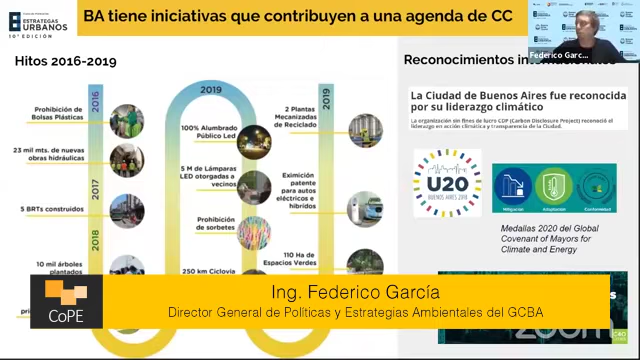 ESTRATEGAS
URBANOS
10° EDICIÓN
BA tiene iniciativas que contribuyen a una agenda de CC
ESTRATEGAS
URBANOS
Federico Garc...
Hitos 2016-2019
Reconocimientos
2016
Prohibición de
Bolsas Plásticas
23 mil mts. de nuevas
obras hidráulicas
2017
5 BRTs construidos
2018
10 mil árboles
plantados
2019
100% Alumbrado
Público Led
5 M de Lámparas
LED otorgadas a
vecinos
Prohibición
de sorbetes
250 km Ciclovía
2019
2 Plantas
Mecanizadas
de Reciclado
Eximición patente
para autos
eléctricos e
híbridos
110 Ha de
Espacios Verdes
La Ciudad de Buenos Aires fue reconocida
por su liderazgo climático
La organización sin fines de lucro CDP (Carbon Disclosure Project) reconoció el
liderazgo en acción climática y transparencia de la Ciudad.
U20
BUENOS AIRES 2018
Mitigation
Adaptation
Medallas 2020 del Global
Covenant of Mayors for
Climate and Energy
CoPE
Ing. Federico García
Director General de Políticas y Estrategias Ambientales del GCBA
zoom
C40